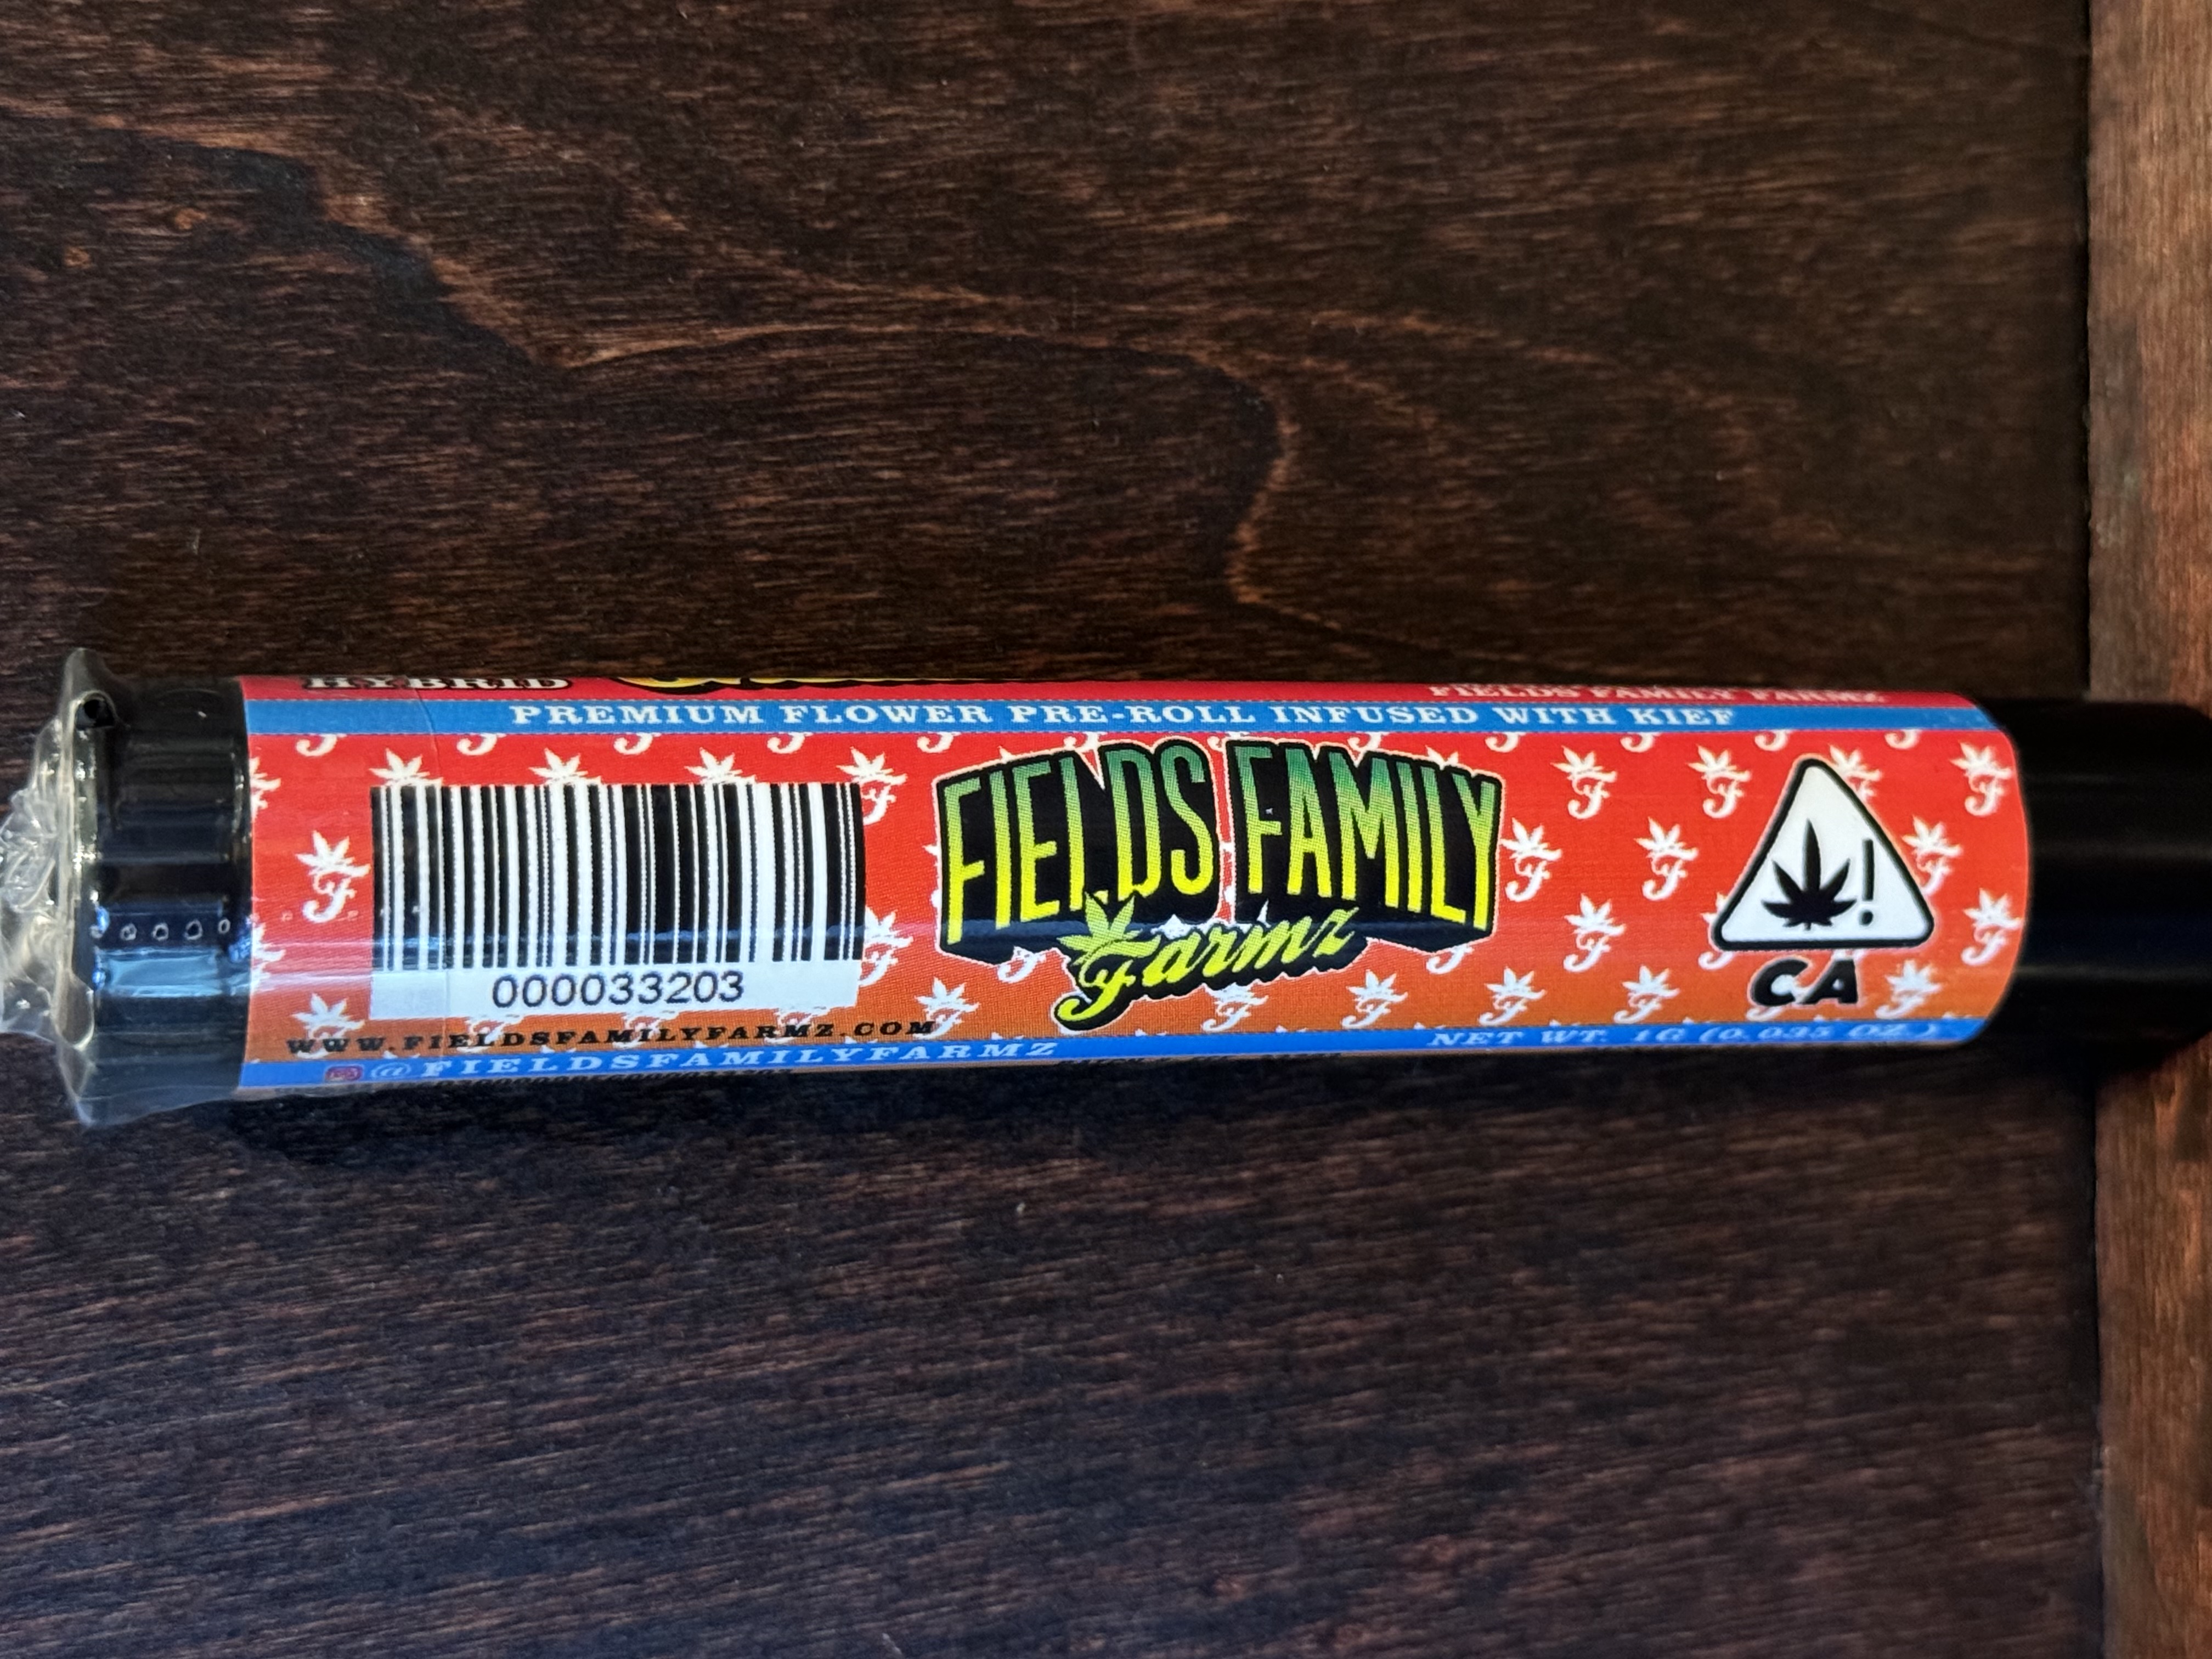 HYBRID
FIELDS FAMILY FARMZ
PREMIUM FLOWER PRE-ROLL INFUSED WITH KIEF
FIELDS FAMILY
Farmz
!
CA
000033203
WWW.FIELDSFAMILYFARMZ.COM
@FIELDSFAMILYFARMZ
NET WT. 1G (0.035 OZ.)